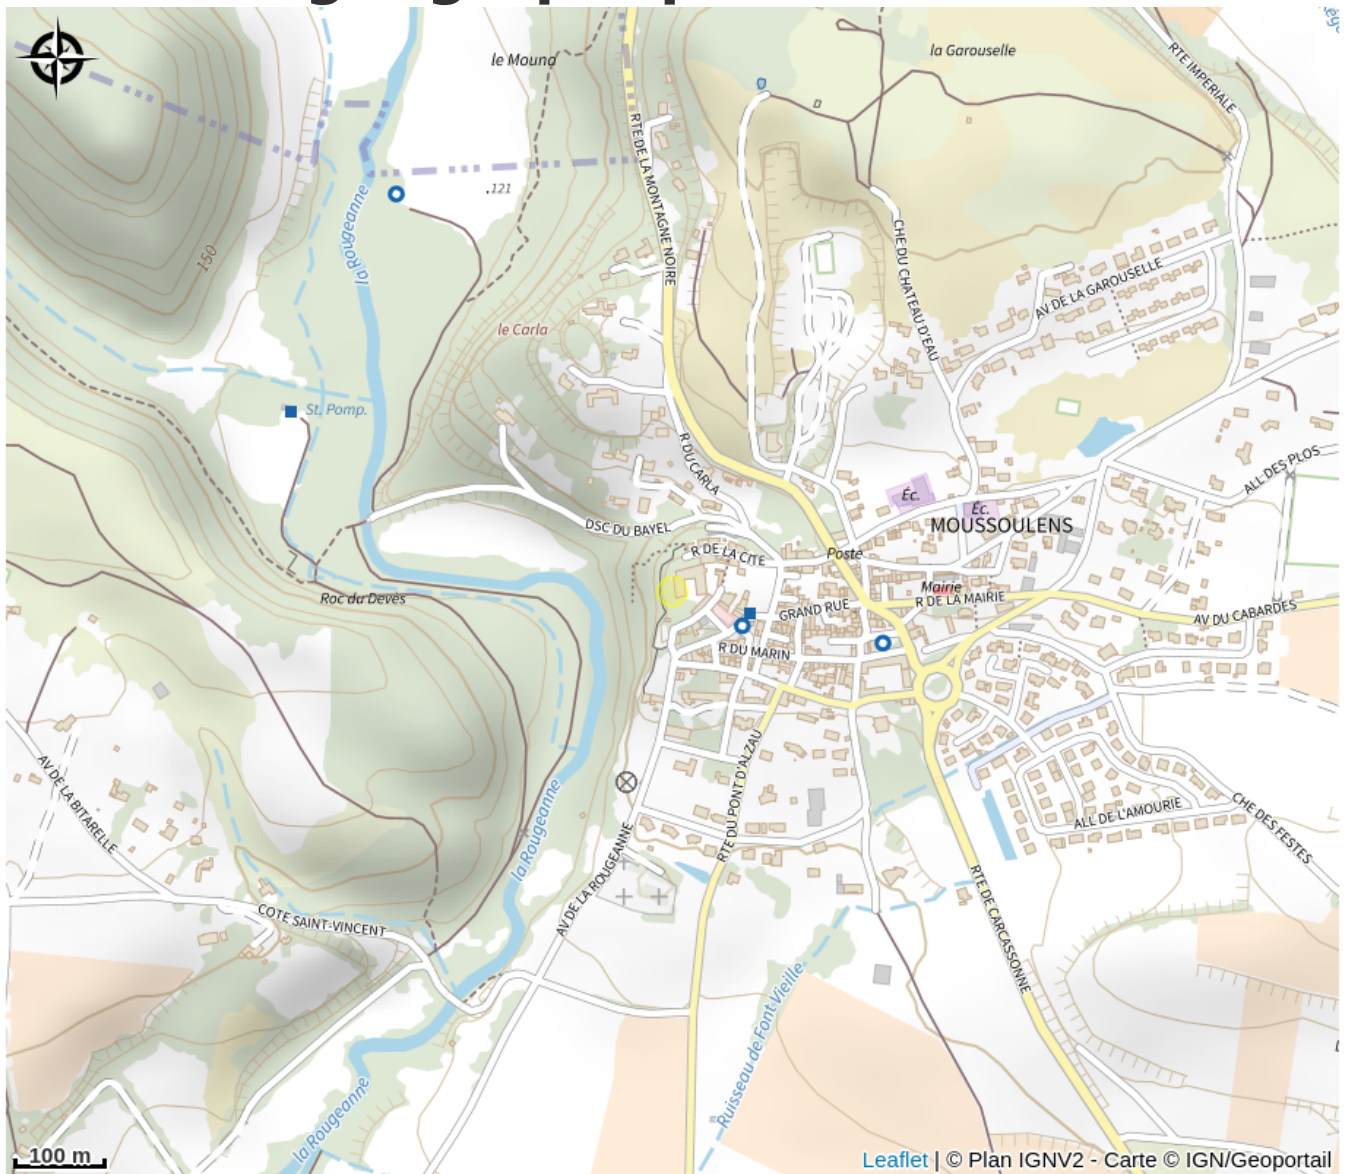 le Mouna
la Garouselle
RTE IMPERIALE
RTE DE LA MONTAGNE NOIRE
.121
la Rougeanne
150
CHE DU CHATEAU D'EAU
AV DE LA GAROUSELLE
le Carla
St. Pomp.
R DU CARLA
ALL DES PLOS
Éc.
Éc.
MOUSSOULENS
DSC DU BAYEL
R DE LA CITE
Poste
Roc du Devès
Mairie
R DE LA MAIRIE
GRAND RUE
AV DU CABARDES
R DU MARIN
AV DE LA BITARELLE
RTE DU PONT D'ALZAU
la Rougeanne
ALL DE L'AMOURIE
CHE DES FESTES
AV DE LA ROUGEANNE
COTE SAINT-VINCENT
RTE DE CARCASSONNE
Ruisseau de Font Vieille
la Rougeanne
100 m
Leaflet | © Plan IGNV2 - Carte © IGN/Geoportail